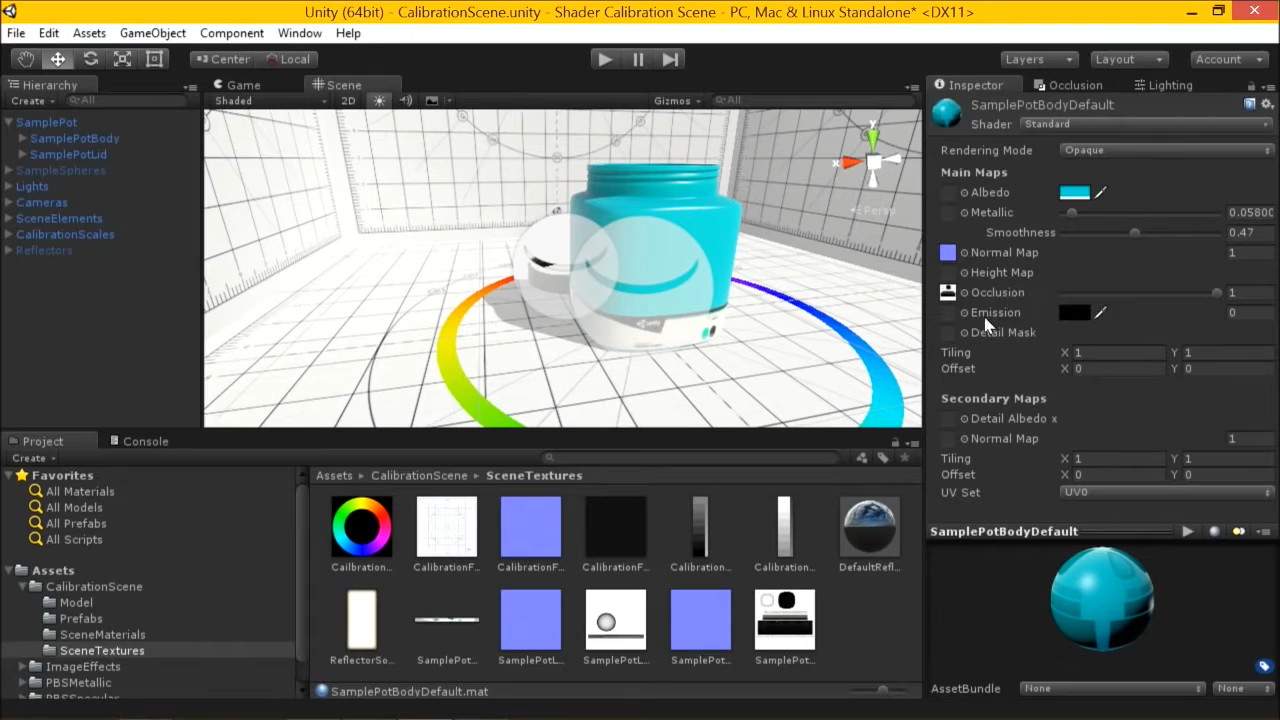 Unity (64bit) - CalibrationScene.unity - Shader Calibration Scene - PC, Mac & Linux Standalone* <DX11>
File Edit Assets GameObject Component Window Help
Center Local Layers Layout Account
Hierarchy
Create All
SamplePot
SamplePotBody
SamplePotLid
SampleSpheres
Lights
Cameras
SceneElements
CalibrationScales
Reflectors
Game Scene
Shaded 2D Gizmos All
y
x
Persp
unity
Inspector Occlusion Lighting
SamplePotBodyDefault
Shader Standard
Rendering Mode Opaque
Main Maps
Albedo
Metallic 0.05800
Smoothness 0.47
Normal Map 1
Height Map
Occlusion 1
Emission 0
Detail Mask
Tiling X 1 Y 1
Offset X 0 Y 0
Secondary Maps
Detail Albedo x
Normal Map 1
Tiling X 1 Y 1
Offset X 0 Y 0
UV Set UV0
SamplePotBodyDefault
AssetBundle None None
Project Console
Create
Favorites
All Materials
All Models
All Prefabs
All Scripts
Assets
CalibrationScene
Model
Prefabs
SceneMaterials
SceneTextures
ImageEffects
PBSMetallic
PBSSpecular
Assets CalibrationScene SceneTextures
CailbrationF... CalibrationF... CalibrationF... CalibrationF... Calibration... Calibration... DefaultRefl...
ReflectorSo... SamplePot... SamplePotL... SamplePotL... SamplePot... SamplePot...
SamplePotBodyDefault.mat